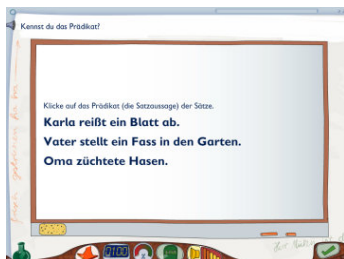 Kennst du das Prädikat?
Klicke auf das Prädikat (die Satzaussage) der Sätze.
Karla reißt ein Blatt ab.
Vater stellt ein Fass in den Garten.
Oma züchtete Hasen.